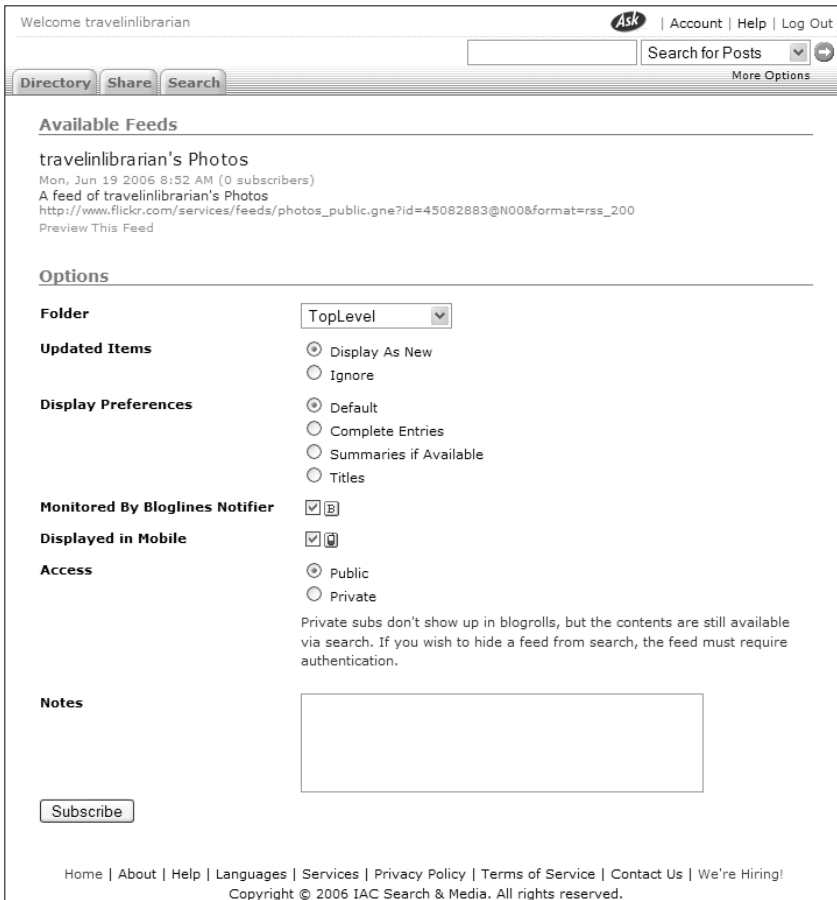 Welcome travelinlibrarian
Ask | Account | Help | Log Out
Search for Posts
More Options
Directory Share Search
Available Feeds
travelinlibrarian's Photos
Mon, Jun 19 2006 8:52 AM (0 subscribers)
A feed of travelinlibrarian's Photos
http://www.flickr.com/services/feeds/photos_public.gne?id=45082883@N00&format=rss_200
Preview This Feed
Options
Folder TopLevel
Updated Items Display As New
Ignore
Display Preferences Default
Complete Entries
Summaries if Available
Titles
Monitored By Bloglines Notifier B
Displayed in Mobile
Access Public
Private
Private subs don't show up in blogrolls, but the contents are still available
via search. If you wish to hide a feed from search, the feed must require
authentication.
Notes
Subscribe
Home | About | Help | Languages | Services | Privacy Policy | Terms of Service | Contact Us | We're Hiring!
Copyright © 2006 IAC Search & Media. All rights reserved.